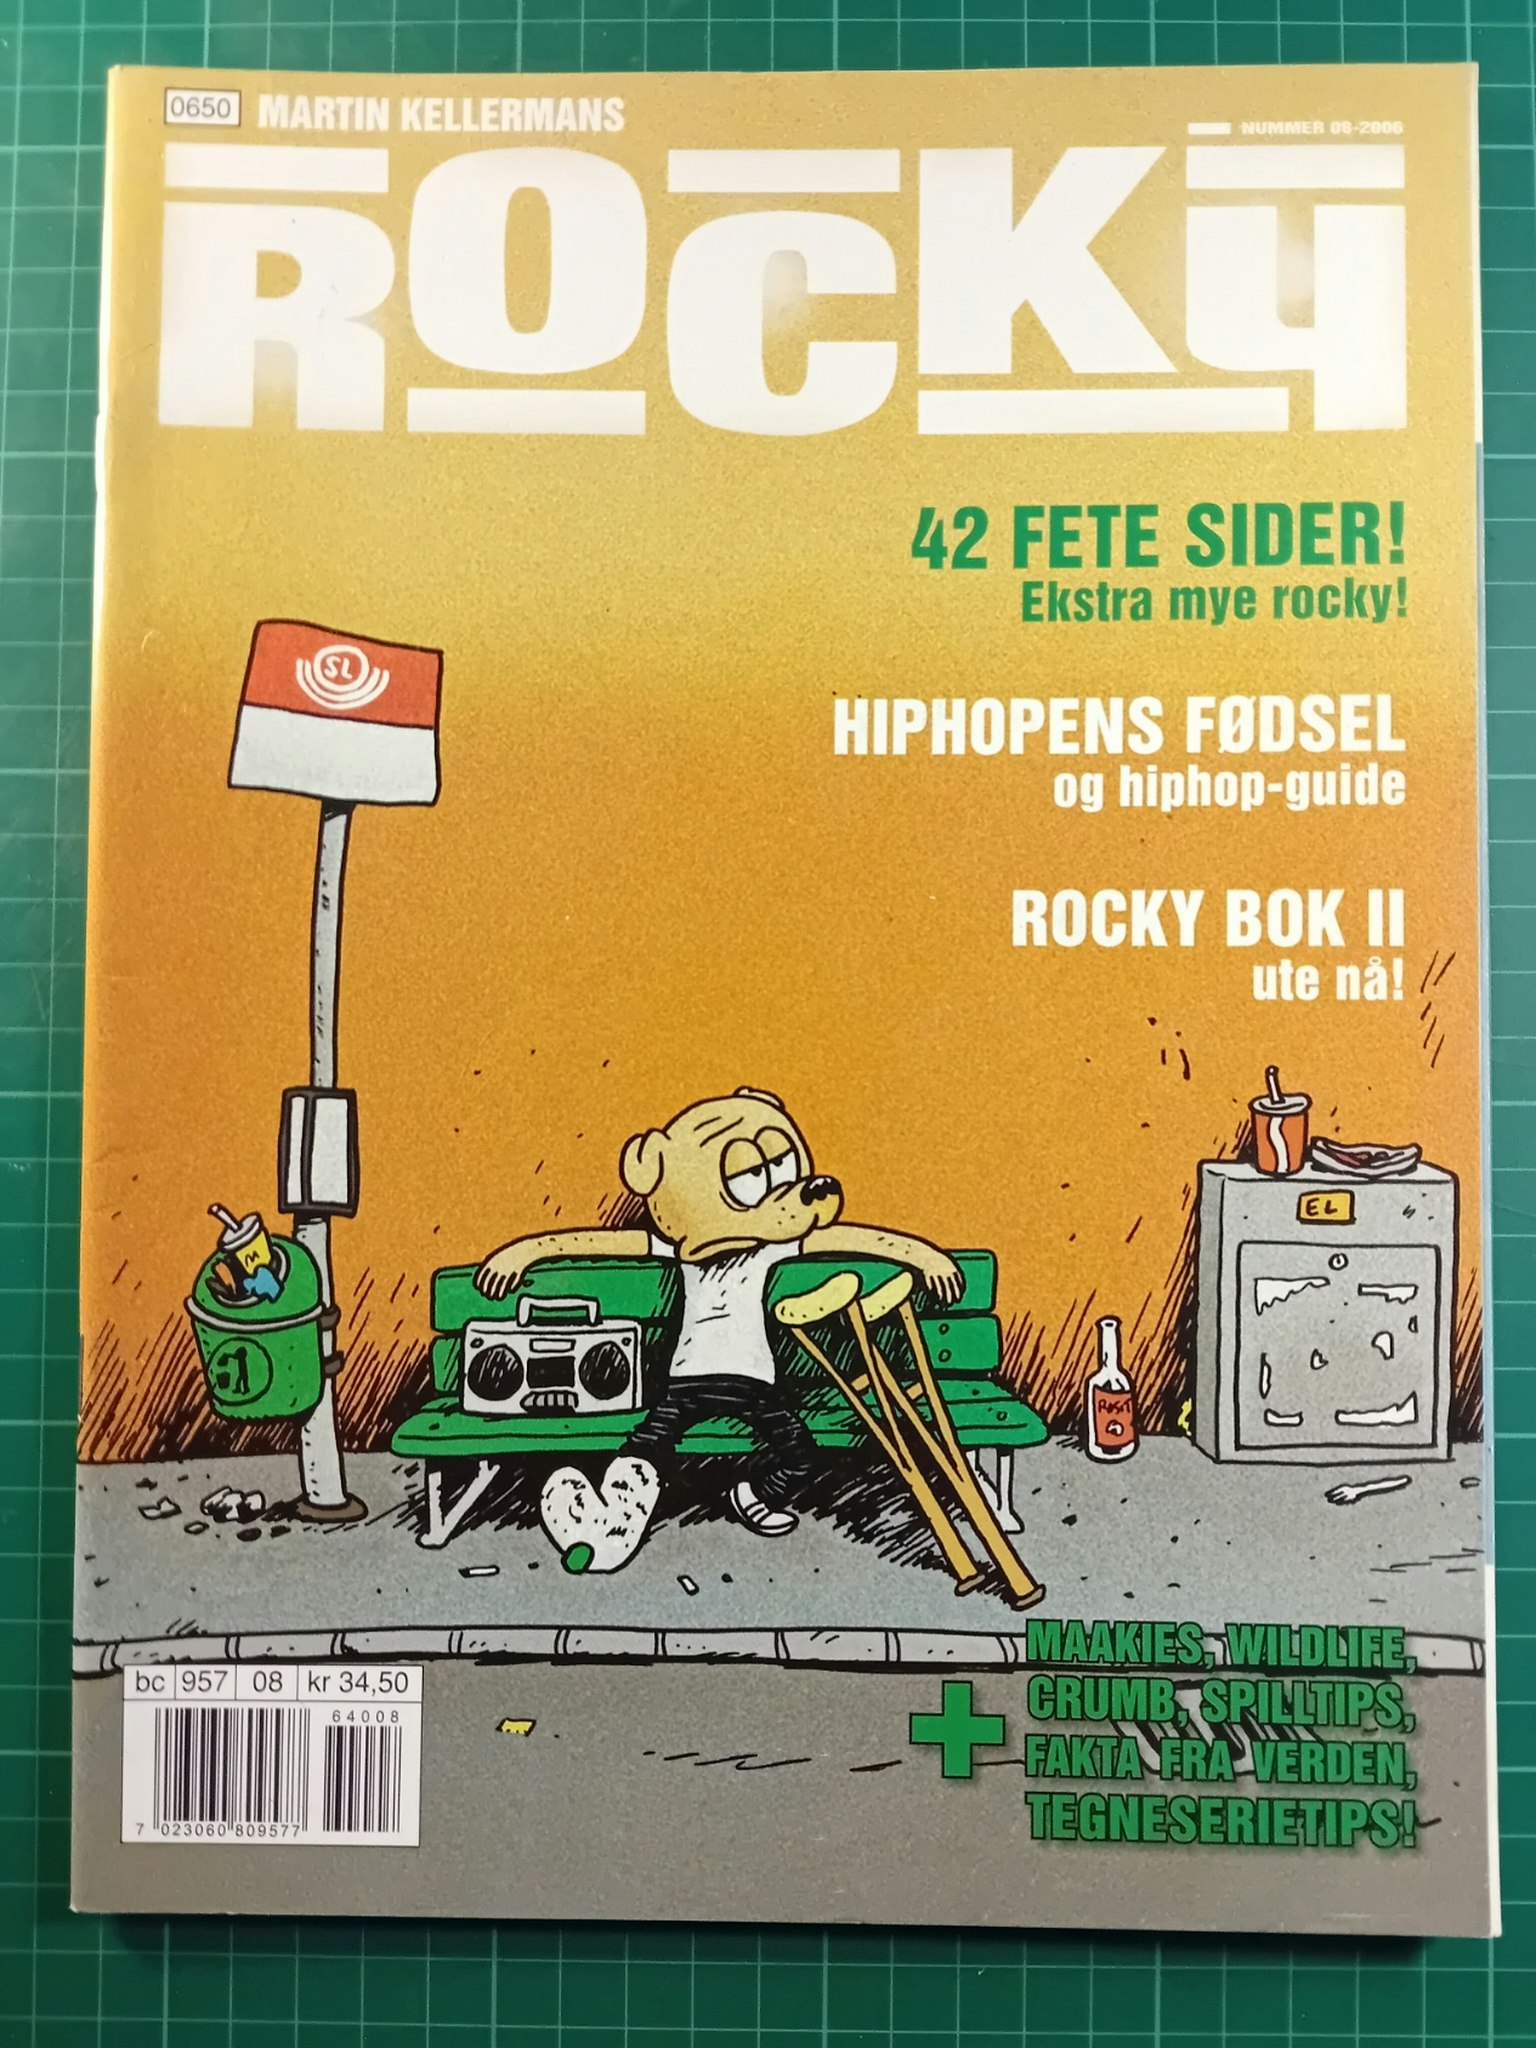 0650 MARTIN KELLERMANS
NUMMER 08-2006
ROCKY
42 FETE SIDER!
Ekstra mye rocky!
HIPHOPENS FØDSEL
og hiphop-guide
ROCKY BOK II
ute nå!
SL
EL
MAAKIES, WILDLIFE,
CRUMB, SPILLTIPS,
+ FAKTA FRA VERDEN,
TEGNESERIETIPS!
bc 957 08 kr 34,50
64008
7 023060 809577